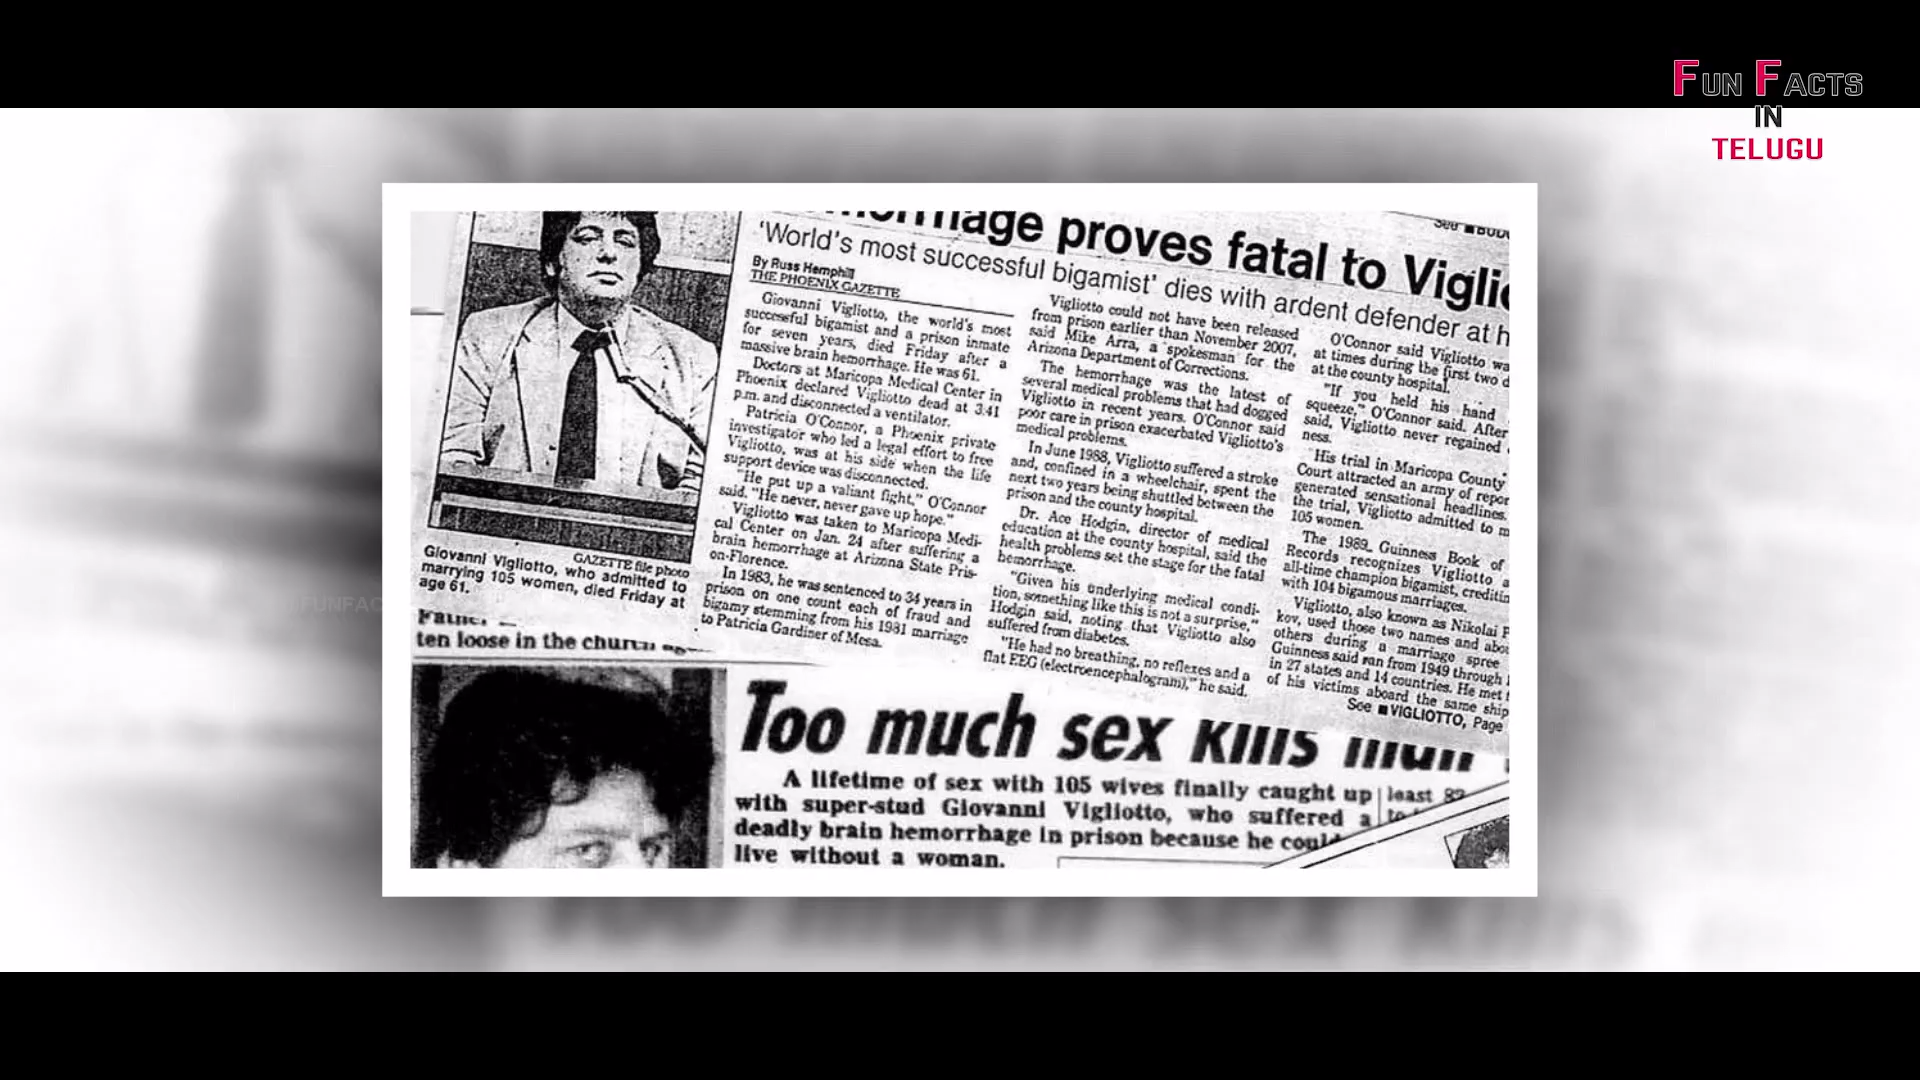 FUN FACTS
IN
TELUGU
proves fatal to
'World's most successful bigamist' dies with ardent defender at
By Russ Hemphill
THE PHOENIX GAZETTE
Giovanni Vigliotto, the world's most
successful bigamist and a prison inmate
for seven years, died Friday after a
massive brain hemorrhage. He was 61.
Doctors at Maricopa Medical Center in
Phoenix declared Vigliotto dead at 3:41
p.m. and disconnected a ventilator.
Patricia O'Connor, a Phoenix private
investigator who led a legal effort to free
Vigliotto, was at his side when the life
support device was disconnected.
"He put up a valiant fight," O'Connor
said. "He never, never gave up hope."
Vigliotto was taken to Maricopa Medi-
cal Center on Jan. 24 after suffering a
brain hemorrhage at Arizona State Pris-
on-Florence.
In 1983, he was sentenced to 34 years in
prison on one count each of fraud and
bigamy stemming from his 1981 marriage
to Patricia Gardiner of Mesa.
Vigliotto could not have been released
from prison earlier than November 2007,
said Mike Arra, a spokesman for the
Arizona Department of Corrections.
The hemorrhage was the latest of
several medical problems that had dogged
Vigliotto in recent years. O'Connor said
poor care in prison exacerbated Vigliotto's
medical problems.
In June 1988, Vigliotto suffered a stroke
and, confined in a wheelchair, spent the
next two years being shuttled between the
prison and the county hospital.
Dr. Ace Hodgin, director of medical
education at the county hospital, said the
health problems set the stage for the fatal
hemorrhage.
"Given his underlying medical condi-
tion, something like this is not a surprise,"
Hodgin said, noting that Vigliotto also
suffered from diabetes.
"He had no breathing, no reflexes and a
flat EEG (electroencephalogram)," he said.
O'Connor said Vigliotto
at times during the first two
at the county hospital.
"If you held his hand
squeeze," O'Connor said. After
said, Vigliotto never regained
ness.
His trial in Maricopa County
Court attracted an army of
generated sensational headlines.
the trial, Vigliotto admitted to
105 women.
The 1989 Guinness Book of
Records recognizes Vigliotto
all-time champion bigamist,
with 104 bigamous marriages.
Vigliotto, also known as Nikolai
kov, used those two names and
others during a marriage spree
Guinness said ran from 1949 through
in 27 states and 14 countries. He met
of his victims aboard the same ship
See ■ VIGLIOTTO, Page
GAZETTE file photo
Giovanni Vigliotto, who admitted to
marrying 105 women, died Friday at
age 61.
ten loose in the church
Too much sex kills man
A lifetime of sex with 105 wives finally caught up
with super-stud Giovanni Vigliotto, who suffered a
deadly brain hemorrhage in prison because he
live without a woman.
least